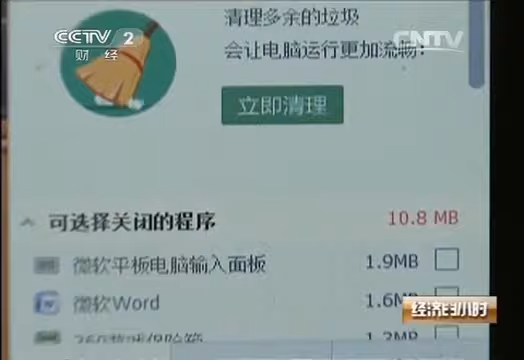 CCTV 2
财经
CNTV
清理多余的垃圾
会让电脑运行更加流畅:
立即清理
可选择关闭的程序 10.8 MB
微软平板电脑输入面板 1.9MB
微软Word 1.6M
经济半小时
1.3MB